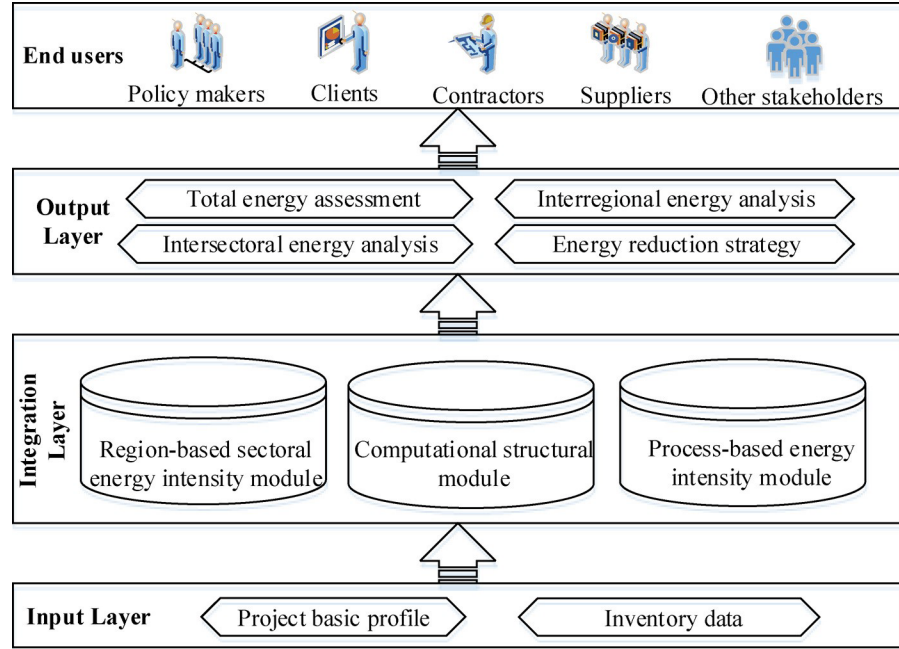 End users
Policy makers
Clients
Contractors
Suppliers
Other stakeholders
Output
Layer
Total energy assessment
Interregional energy analysis
Intersectoral energy analysis
Energy reduction strategy
Integration
Layer
Region-based sectoral
energy intensity module
Computational structural
module
Process-based energy
intensity module
Input Layer
Project basic profile
Inventory data